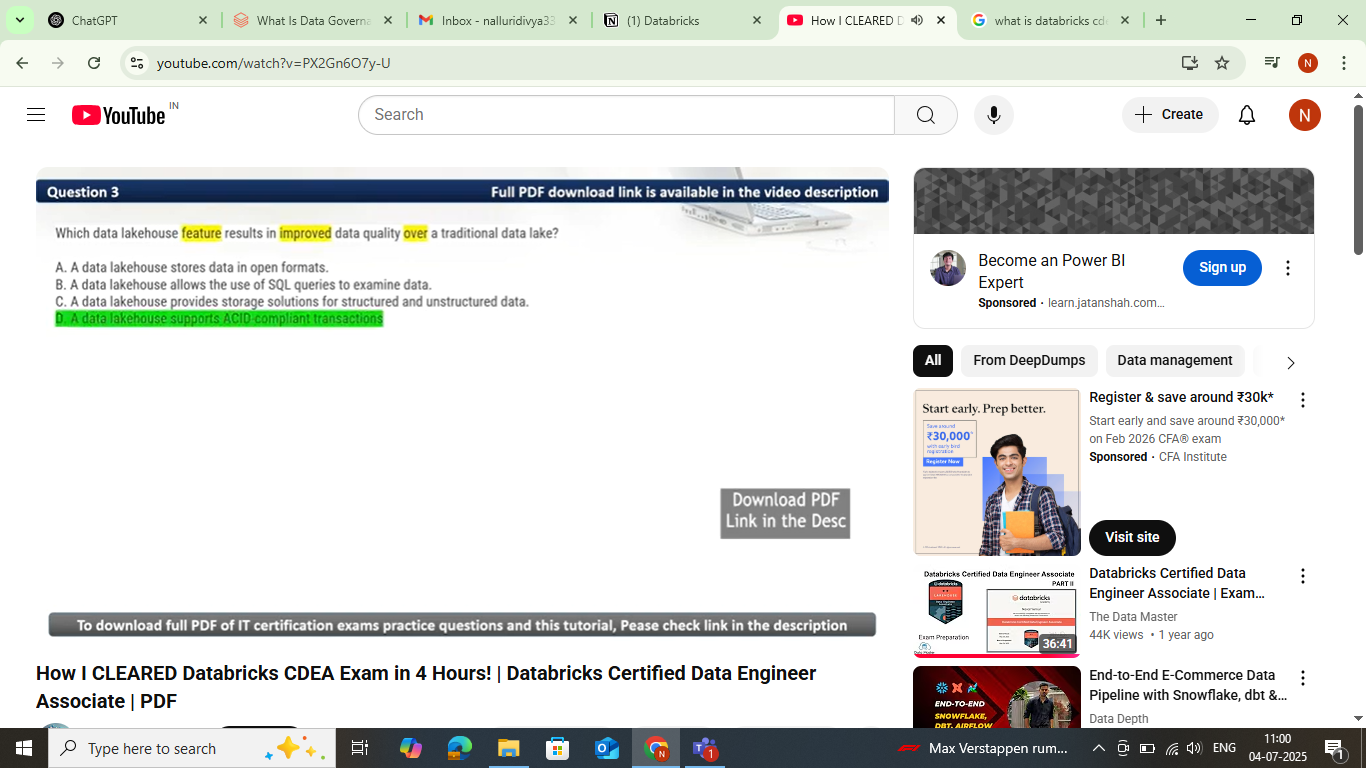 ChatGPT
What Is Data Governa
Inbox - nalluridivya33
(1) Databricks
How I CLEARED D
what is databricks cde
youtube.com/watch?v=PX2Gn6O7y-U
N
YouTube
IN
Search
Create
N
Question 3
Full PDF download link is available in the video description
Which data lakehouse feature results in improved data quality over a traditional data lake?
A. A data lakehouse stores data in open formats.
B. A data lakehouse allows the use of SQL queries to examine data.
C. A data lakehouse provides storage solutions for structured and unstructured data.
D. A data lakehouse supports ACID-compliant transactions
Download PDF
Link in the Desc
To download full PDF of IT certification exams practice questions and this tutorial, Pease check link in the description
How I CLEARED Databricks CDEA Exam in 4 Hours! | Databricks Certified Data Engineer
Associate | PDF
Become an Power BI
Expert
Sponsored · learn.jatanshah.com...
Sign up
All
From DeepDumps
Data management
Start early. Prep better.
Save around
₹30,000*
with early bird
registration
Register Now
Register & save around ₹30k*
Start early and save around ₹30,000*
on Feb 2026 CFA® exam
Sponsored · CFA Institute
Visit site
Databricks Certified Data Engineer Associate
PART II
databricks
databricks
Exam Preparation
36:41
Databricks Certified Data
Engineer Associate | Exam...
The Data Master
44K views · 1 year ago
END-TO-END
SNOWFLAKE,
DBT, AIRFLOW
End-to-End E-Commerce Data
Pipeline with Snowflake, dbt &...
Data Depth
Type here to search
N
1
Max Verstappen rum...
ENG
11:00
04-07-2025
1